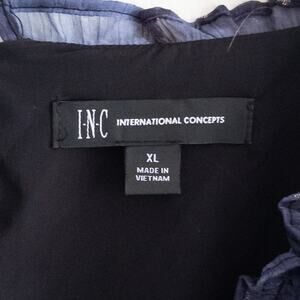 I·N·C INTERNATIONAL CONCEPTS
XL
MADE IN
VIETNAM